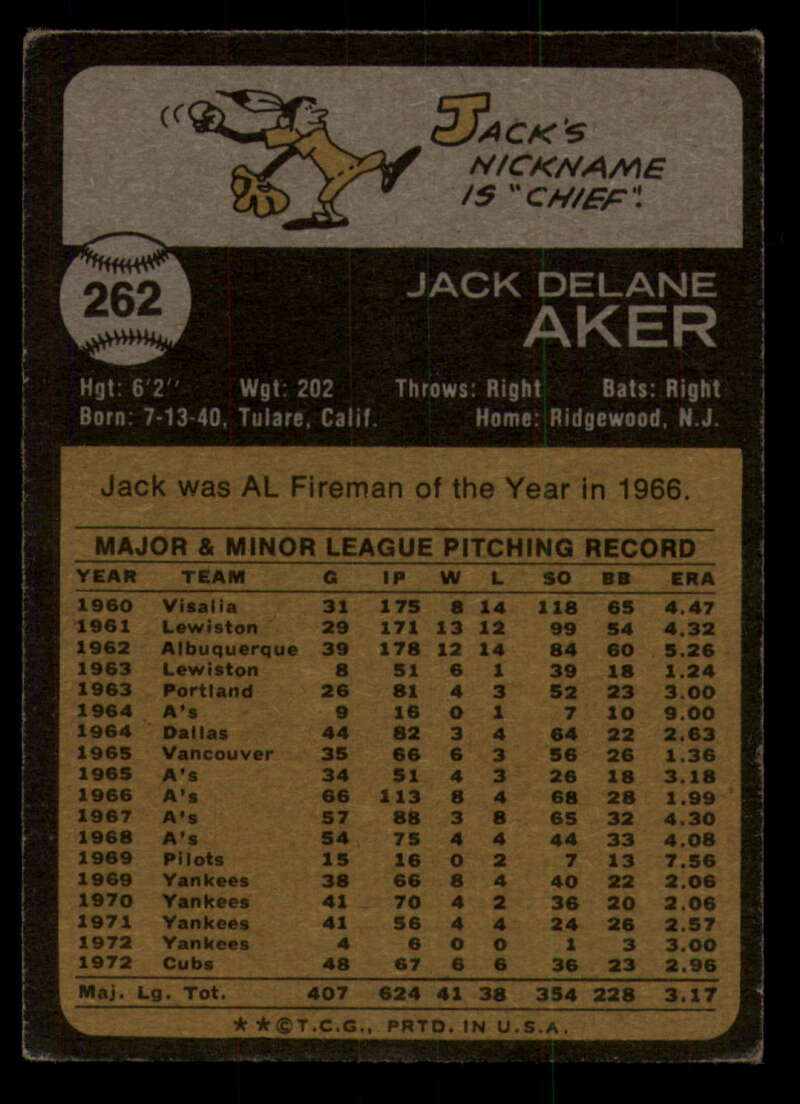 JACK'S
NICKNAME
IS "CHIEF"!
262
JACK DELANE
AKER
Hgt: 6'2" Wgt: 202 Throws: Right Bats: Right
Born: 7-13-40, Tulare, Calif. Home: Ridgewood, N.J.
Jack was AL Fireman of the Year in 1966.
MAJOR & MINOR LEAGUE PITCHING RECORD
YEAR TEAM G IP W L SO BB ERA
1960 Visalia 31 175 8 14 118 65 4.47
1961 Lewiston 29 171 13 12 99 54 4.32
1962 Albuquerque 39 178 12 14 84 60 5.26
1963 Lewiston 8 51 6 1 39 18 1.24
1963 Portland 26 81 4 3 52 23 3.00
1964 A's 9 16 0 1 7 10 9.00
1964 Dallas 44 82 3 4 64 22 2.63
1965 Vancouver 35 66 6 3 56 26 1.36
1965 A's 34 51 4 3 26 18 3.18
1966 A's 66 113 8 4 68 28 1.99
1967 A's 57 88 3 8 65 32 4.30
1968 A's 54 75 4 4 44 33 4.08
1969 Pilots 15 16 0 2 7 13 7.56
1969 Yankees 38 66 8 4 40 22 2.06
1970 Yankees 41 70 4 2 36 20 2.06
1971 Yankees 41 56 4 4 24 26 2.57
1972 Yankees 4 6 0 0 1 3 3.00
1972 Cubs 48 67 6 6 36 23 2.96
Maj. Lg. Tot. 407 624 41 38 354 228 3.17
★★©T.C.G., PRTD. IN U.S.A.